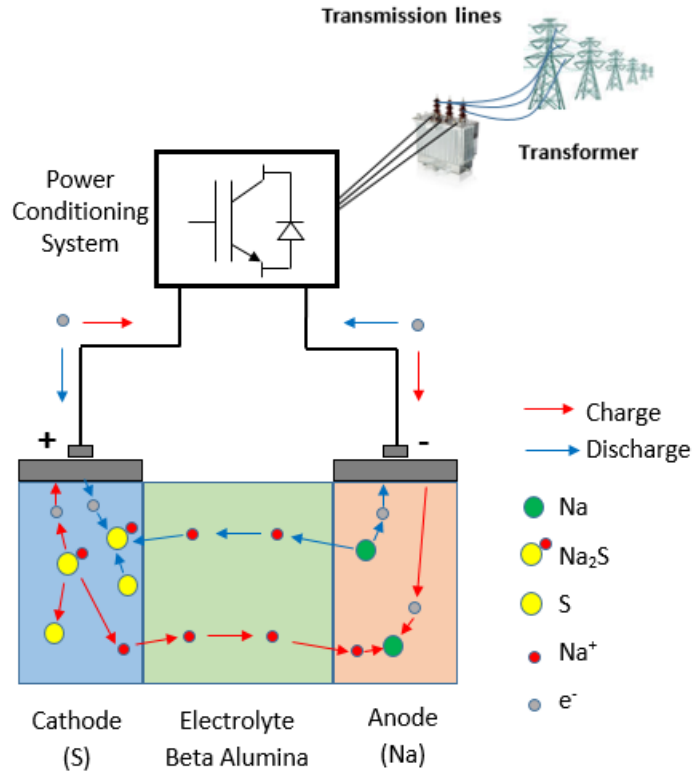 Transmission lines
Transformer
Power
Conditioning
System
+
-
Charge
Discharge
Na
Na₂S
S
Na⁺
e⁻
Cathode
(S)
Electrolyte
Beta Alumina
Anode
(Na)